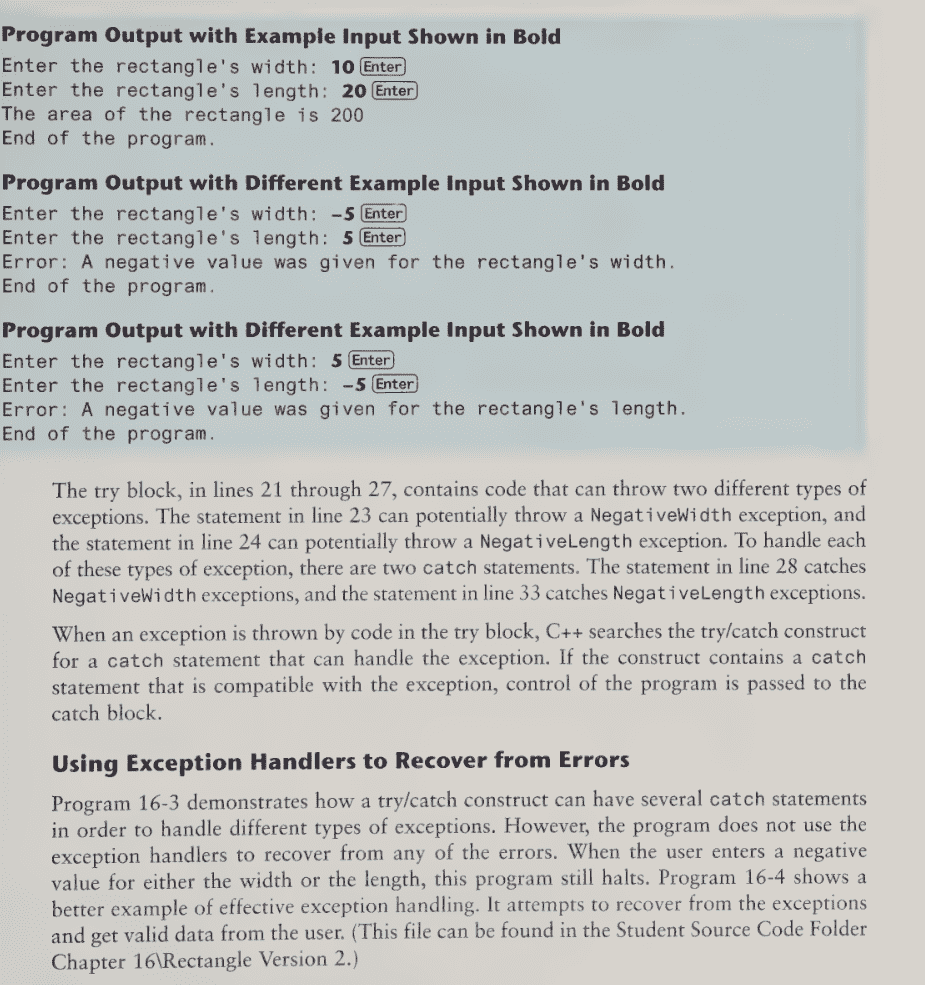 Program Output with Example Input Shown in Bold
Enter the rectangle's width: 10 Enter
Enter the rectangle's length: 20 Enter
The area of the rectangle is 200
End of the program.
Program Output with Different Example Input Shown in Bold
Enter the rectangle's width: –5 Enter
Enter the rectangle's length: 5 Enter
Error: A negative value was given for the rectangle's width.
End of the program.
Program Output with Different Example Input Shown in Bold
Enter the rectangle's width: 5 Enter
Enter the rectangle's length: –5 Enter
Error: A negative value was given for the rectangle's length.
End of the program.
The try block, in lines 21 through 27, contains code that can throw two different types of
exceptions. The statement in line 23 can potentially throw a NegativeWidth exception, and
the statement in line 24 can potentially throw a NegativeLength exception. To handle each
of these types of exception, there are two catch statements. The statement in line 28 catches
NegativeWidth exceptions, and the statement in line 33 catches NegativeLength exceptions.
When an exception is thrown by code in the try block, C++ searches the try/catch construct
for a catch statement that can handle the exception. If the construct contains a catch
statement that is compatible with the exception, control of the program is passed to the
catch block.
Using Exception Handlers to Recover from Errors
Program 16-3 demonstrates how a try/catch construct can have several catch statements
in order to handle different types of exceptions. However, the program does not use the
exception handlers to recover from any of the errors. When the user enters a negative
value for either the width or the length, this program still halts. Program 16-4 shows a
better example of effective exception handling. It attempts to recover from the exceptions
and get valid data from the user. (This file can be found in the Student Source Code Folder
Chapter 16\Rectangle Version 2.)